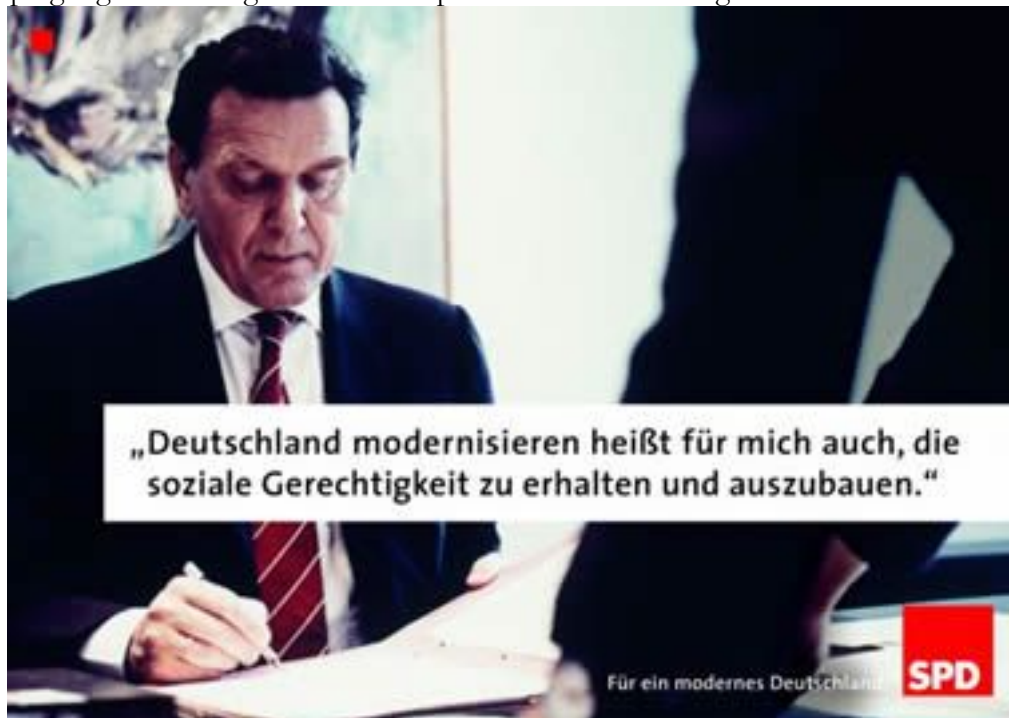 „Deutschland modernisieren heißt für mich auch, die
soziale Gerechtigkeit zu erhalten und auszubauen.“
Für ein modernes Deutschland
SPD